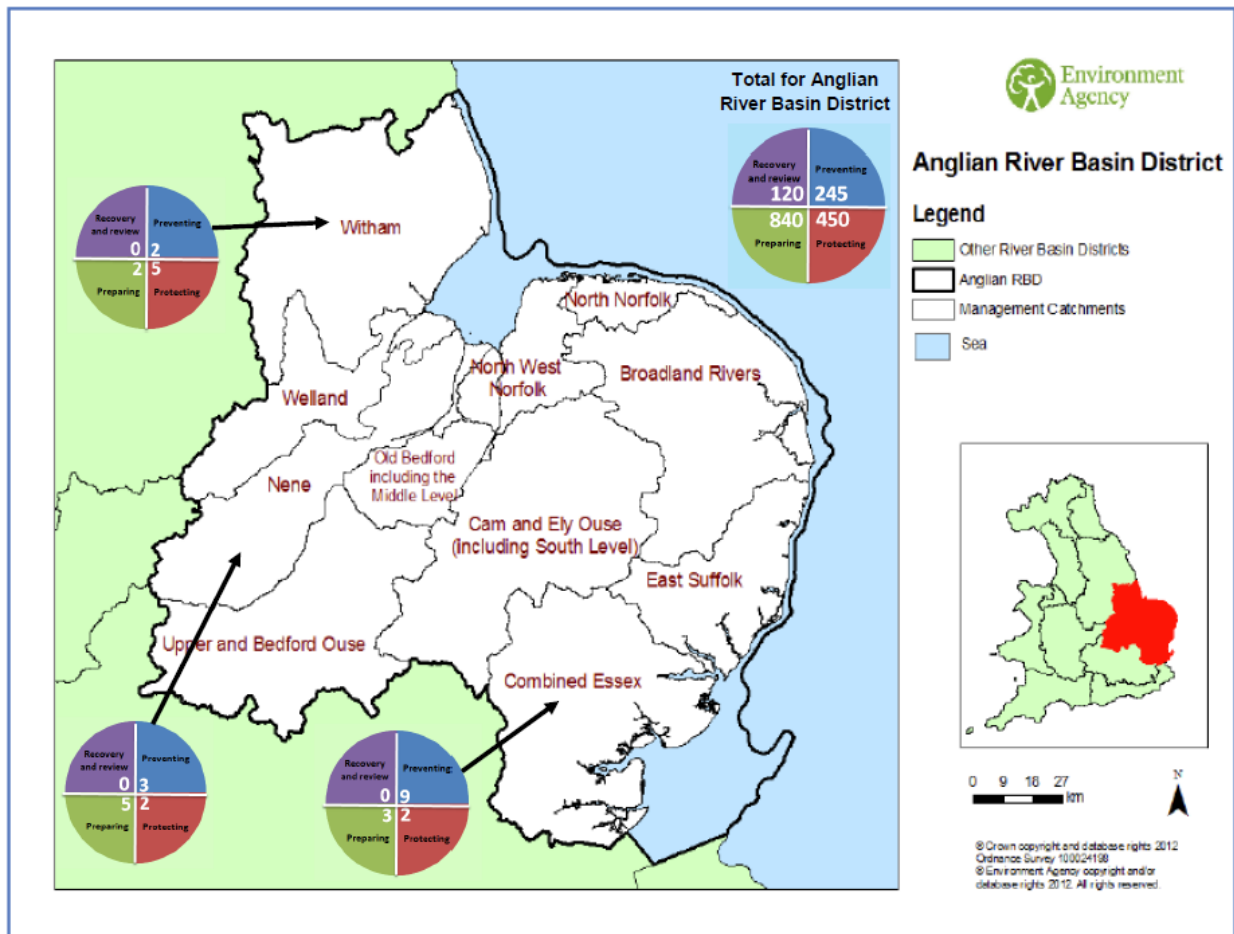 Total for Anglian
River Basin District
Recovery
and review
120
Preventing
245
840
Preparing
450
Protecting
Environment
Agency
Anglian River Basin District
Legend
Other River Basin Districts
Anglian RBD
Management Catchments
Sea
Recovery
and review
0
Preventing
2
2
Preparing
5
Protecting
Witham
North Norfolk
North West
Norfolk
Broadland Rivers
Welland
Old Bedford
including the
Middle Level
Nene
Cam and Ely Ouse
(including South Level)
East Suffolk
Upper and Bedford Ouse
Combined Essex
Recovery
and review
0
Preventing
3
5
Preparing
2
Protecting
Recovery
and review
0
Preventing:
9
3
Preparing
2
Protecting
0 9 18 27
km
N
© Crown copyright and database rights 2012
Ordnance Survey 100024198
© Environment Agency copyright and/or
database rights 2012. All rights reserved.